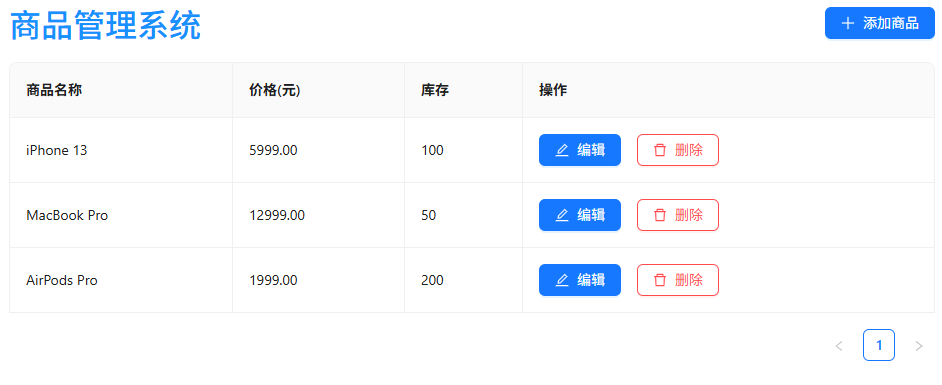 商品管理系统
添加商品
商品名称 价格(元) 库存 操作
iPhone 13 5999.00 100 编辑 删除
MacBook Pro 12999.00 50 编辑 删除
AirPods Pro 1999.00 200 编辑 删除
1